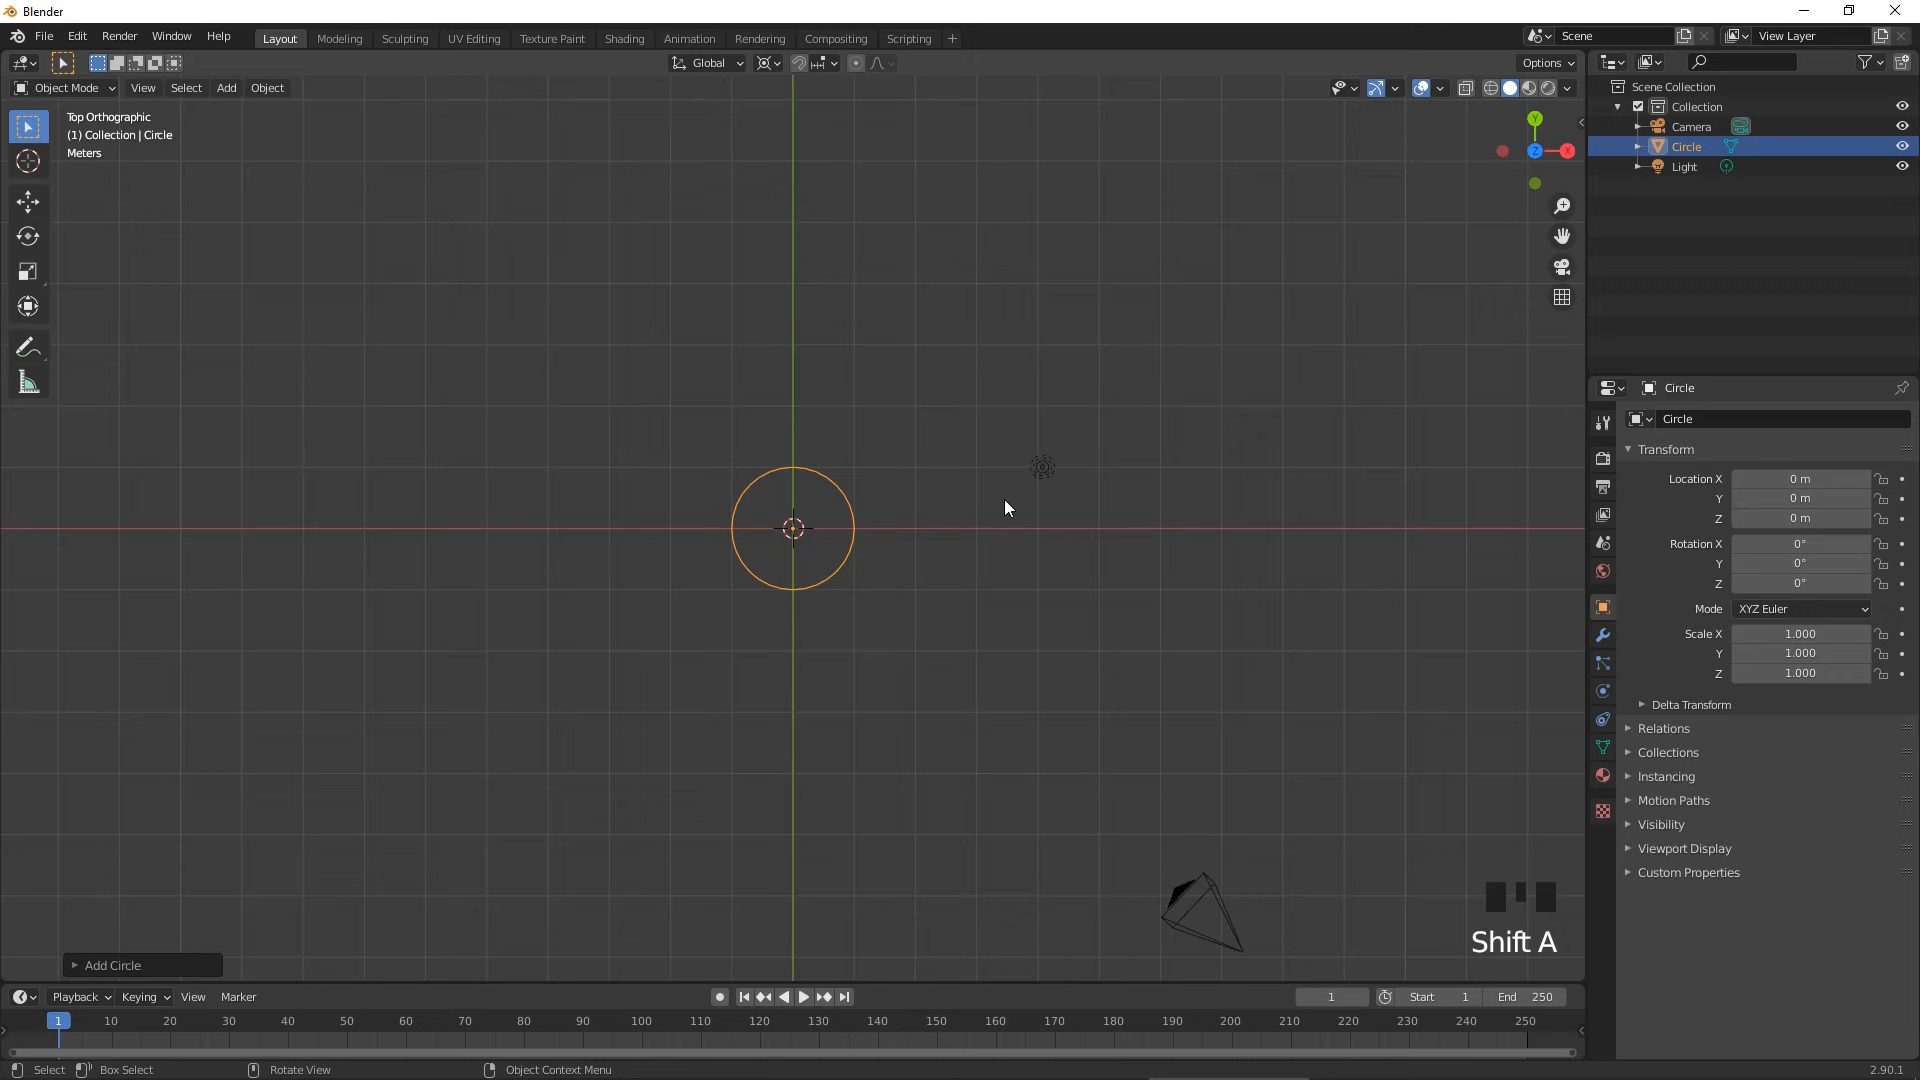 Blender
File Edit Render Window Help Layout Modeling Sculpting UV Editing Texture Paint Shading Animation Rendering Compositing Scripting + Scene View Layer
Global Options
Object Mode View Select Add Object
Top Orthographic
(1) Collection | Circle
Meters
Y
Z X
Scene Collection
Collection
Camera
Circle
Light
Circle
Circle
Transform
Location X 0 m
Y 0 m
Z 0 m
Rotation X 0°
Y 0°
Z 0°
Mode XYZ Euler
Scale X 1.000
Y 1.000
Z 1.000
Delta Transform
Relations
Collections
Instancing
Motion Paths
Visibility
Viewport Display
Custom Properties
Shift A
Add Circle
Playback Keying View Marker 1 Start 1 End 250
1 10 20 30 40 50 60 70 80 90 100 110 120 130 140 150 160 170 180 190 200 210 220 230 240 250
Select Box Select Rotate View Object Context Menu 2.90.1